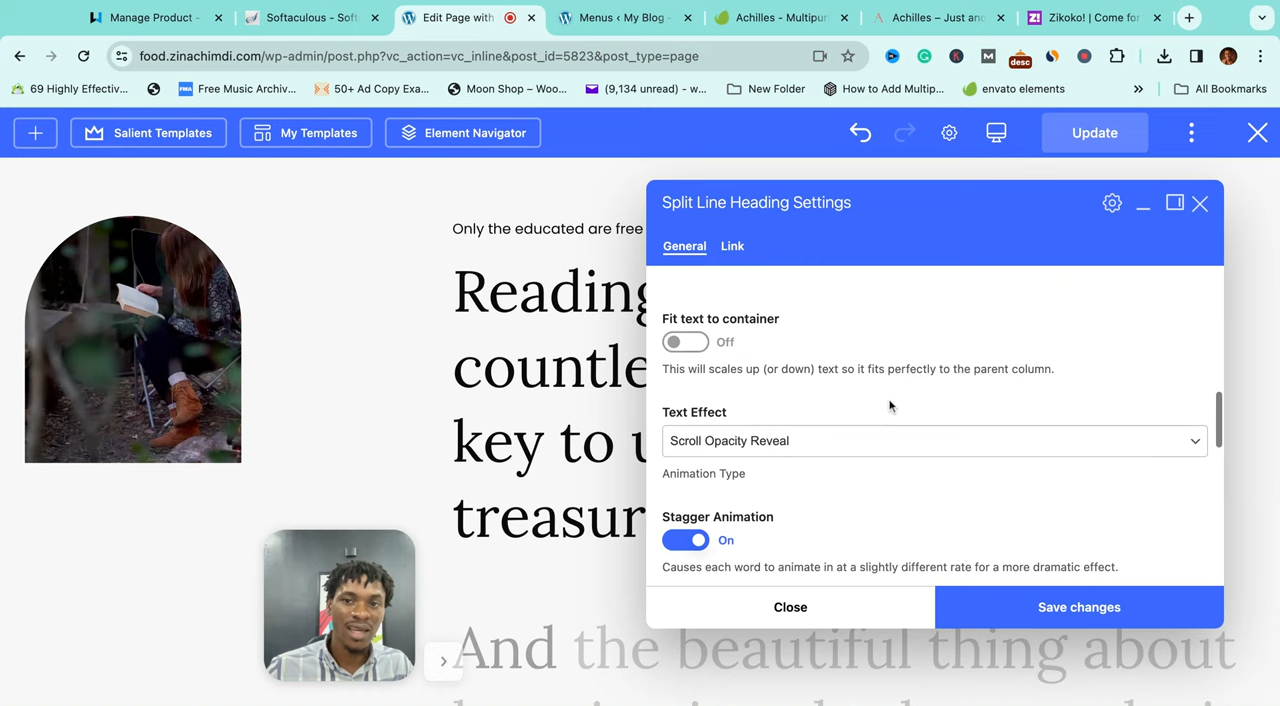 Manage Product -
Softaculous - Soft
Edit Page with
Menus ‹ My Blog -
Achilles - Multipur
Achilles – Just ano
Zikoko! | Come for
food.zinachimdi.com/wp-admin/post.php?vc_action=vc_inline&post_id=5823&post_type=page
desc
69 Highly Effectiv...
FMA
Free Music Archiv...
50+ Ad Copy Exa...
Moon Shop – Woo...
(9,134 unread) - w...
New Folder
How to Add Multip...
envato elements
All Bookmarks
Salient Templates
My Templates
Element Navigator
Update
Split Line Heading Settings
General
Link
Only the educated are free
Reading
countle
key to u
treasur
Fit text to container
Off
This will scales up (or down) text so it fits perfectly to the parent column.
Text Effect
Scroll Opacity Reveal
Animation Type
Stagger Animation
On
Causes each word to animate in at a slightly different rate for a more dramatic effect.
Close
Save changes
And the beautiful thing about